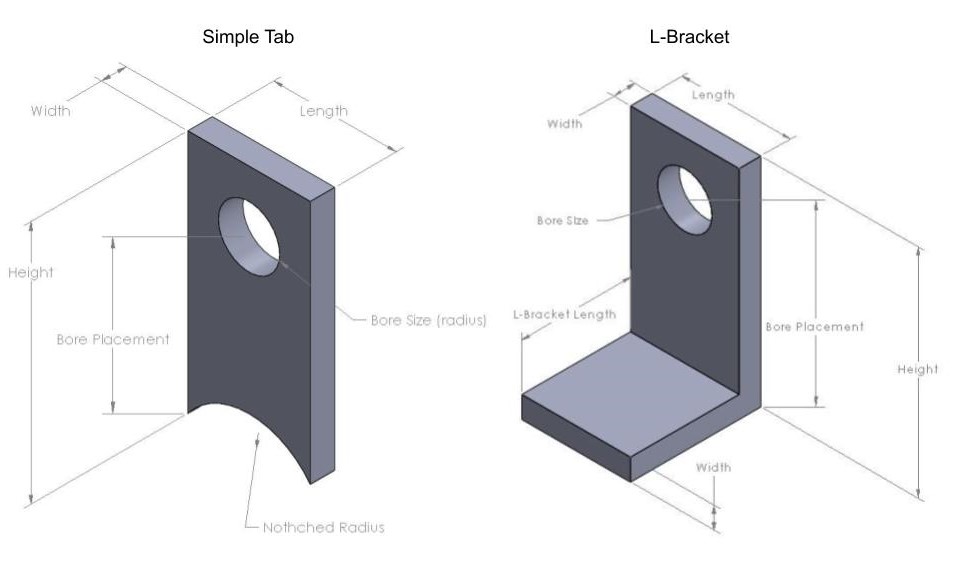 Simple Tab
Width
Length
Height
Bore Placement
Bore Size (radius)
Nothched Radius
L-Bracket
Length
Width
Bore Size
L-Bracket Length
Bore Placement
Height
Width